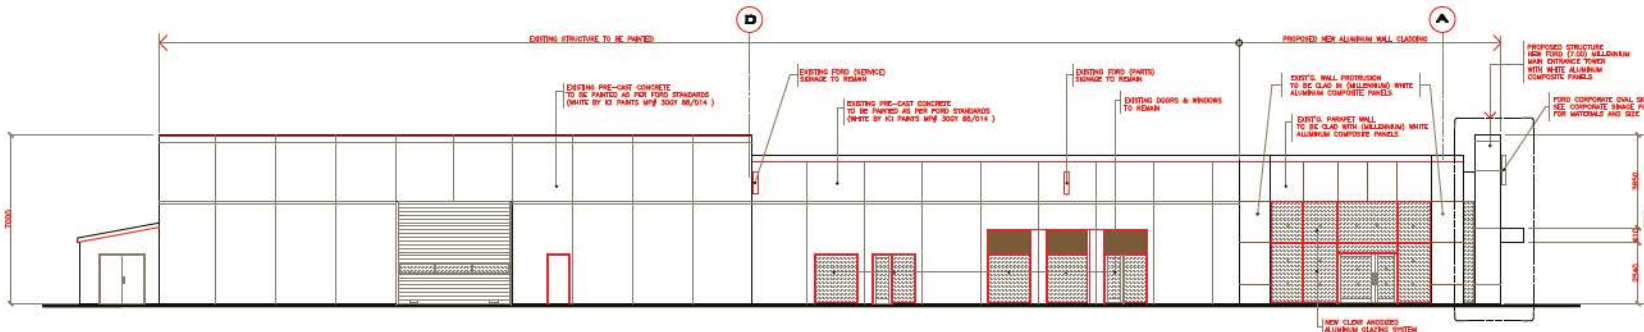 D
A
EXISTING STRUCTURE TO BE PAINTED
PROPOSED NEW ALUMINUM WALL CLADDING
PROPOSED STRUCTURE
NEW FORD (7.0D) MILLENNIUM
MAIN ENTRANCE TOWER
WITH WHITE ALUMINUM
COMPOSITE PANELS
EXISTING PRE-CAST CONCRETE
TO BE PAINTED AS PER FORD STANDARDS
EXISTING FORD (SERVICE)
SIGNAGE TO REMAIN
EXISTING PRE-CAST CONCRETE
TO BE PAINTED AS PER FORD STANDARDS
EXISTING FORD (PARTS)
SIGNAGE TO REMAIN
EXISTING DOORS & WINDOWS
TO REMAIN
EXIST'G. WALL PROTRUSION
TO BE CLAD IN (MILLENNIUM) WHITE
ALUMINUM COMPOSITE PANELS
EXIST'G. PARAPET WALL
TO BE CLAD WITH (MILLENNIUM) WHITE
ALUMINUM COMPOSITE PANELS
FORD CORPORATE OVAL
SEE CORPORATE SIGNAGE
FOR MATERIALS AND SIZE
7000
3850
610
2540
NEW CLEAR ANODIZED
ALUMINUM GLAZING SYSTEM